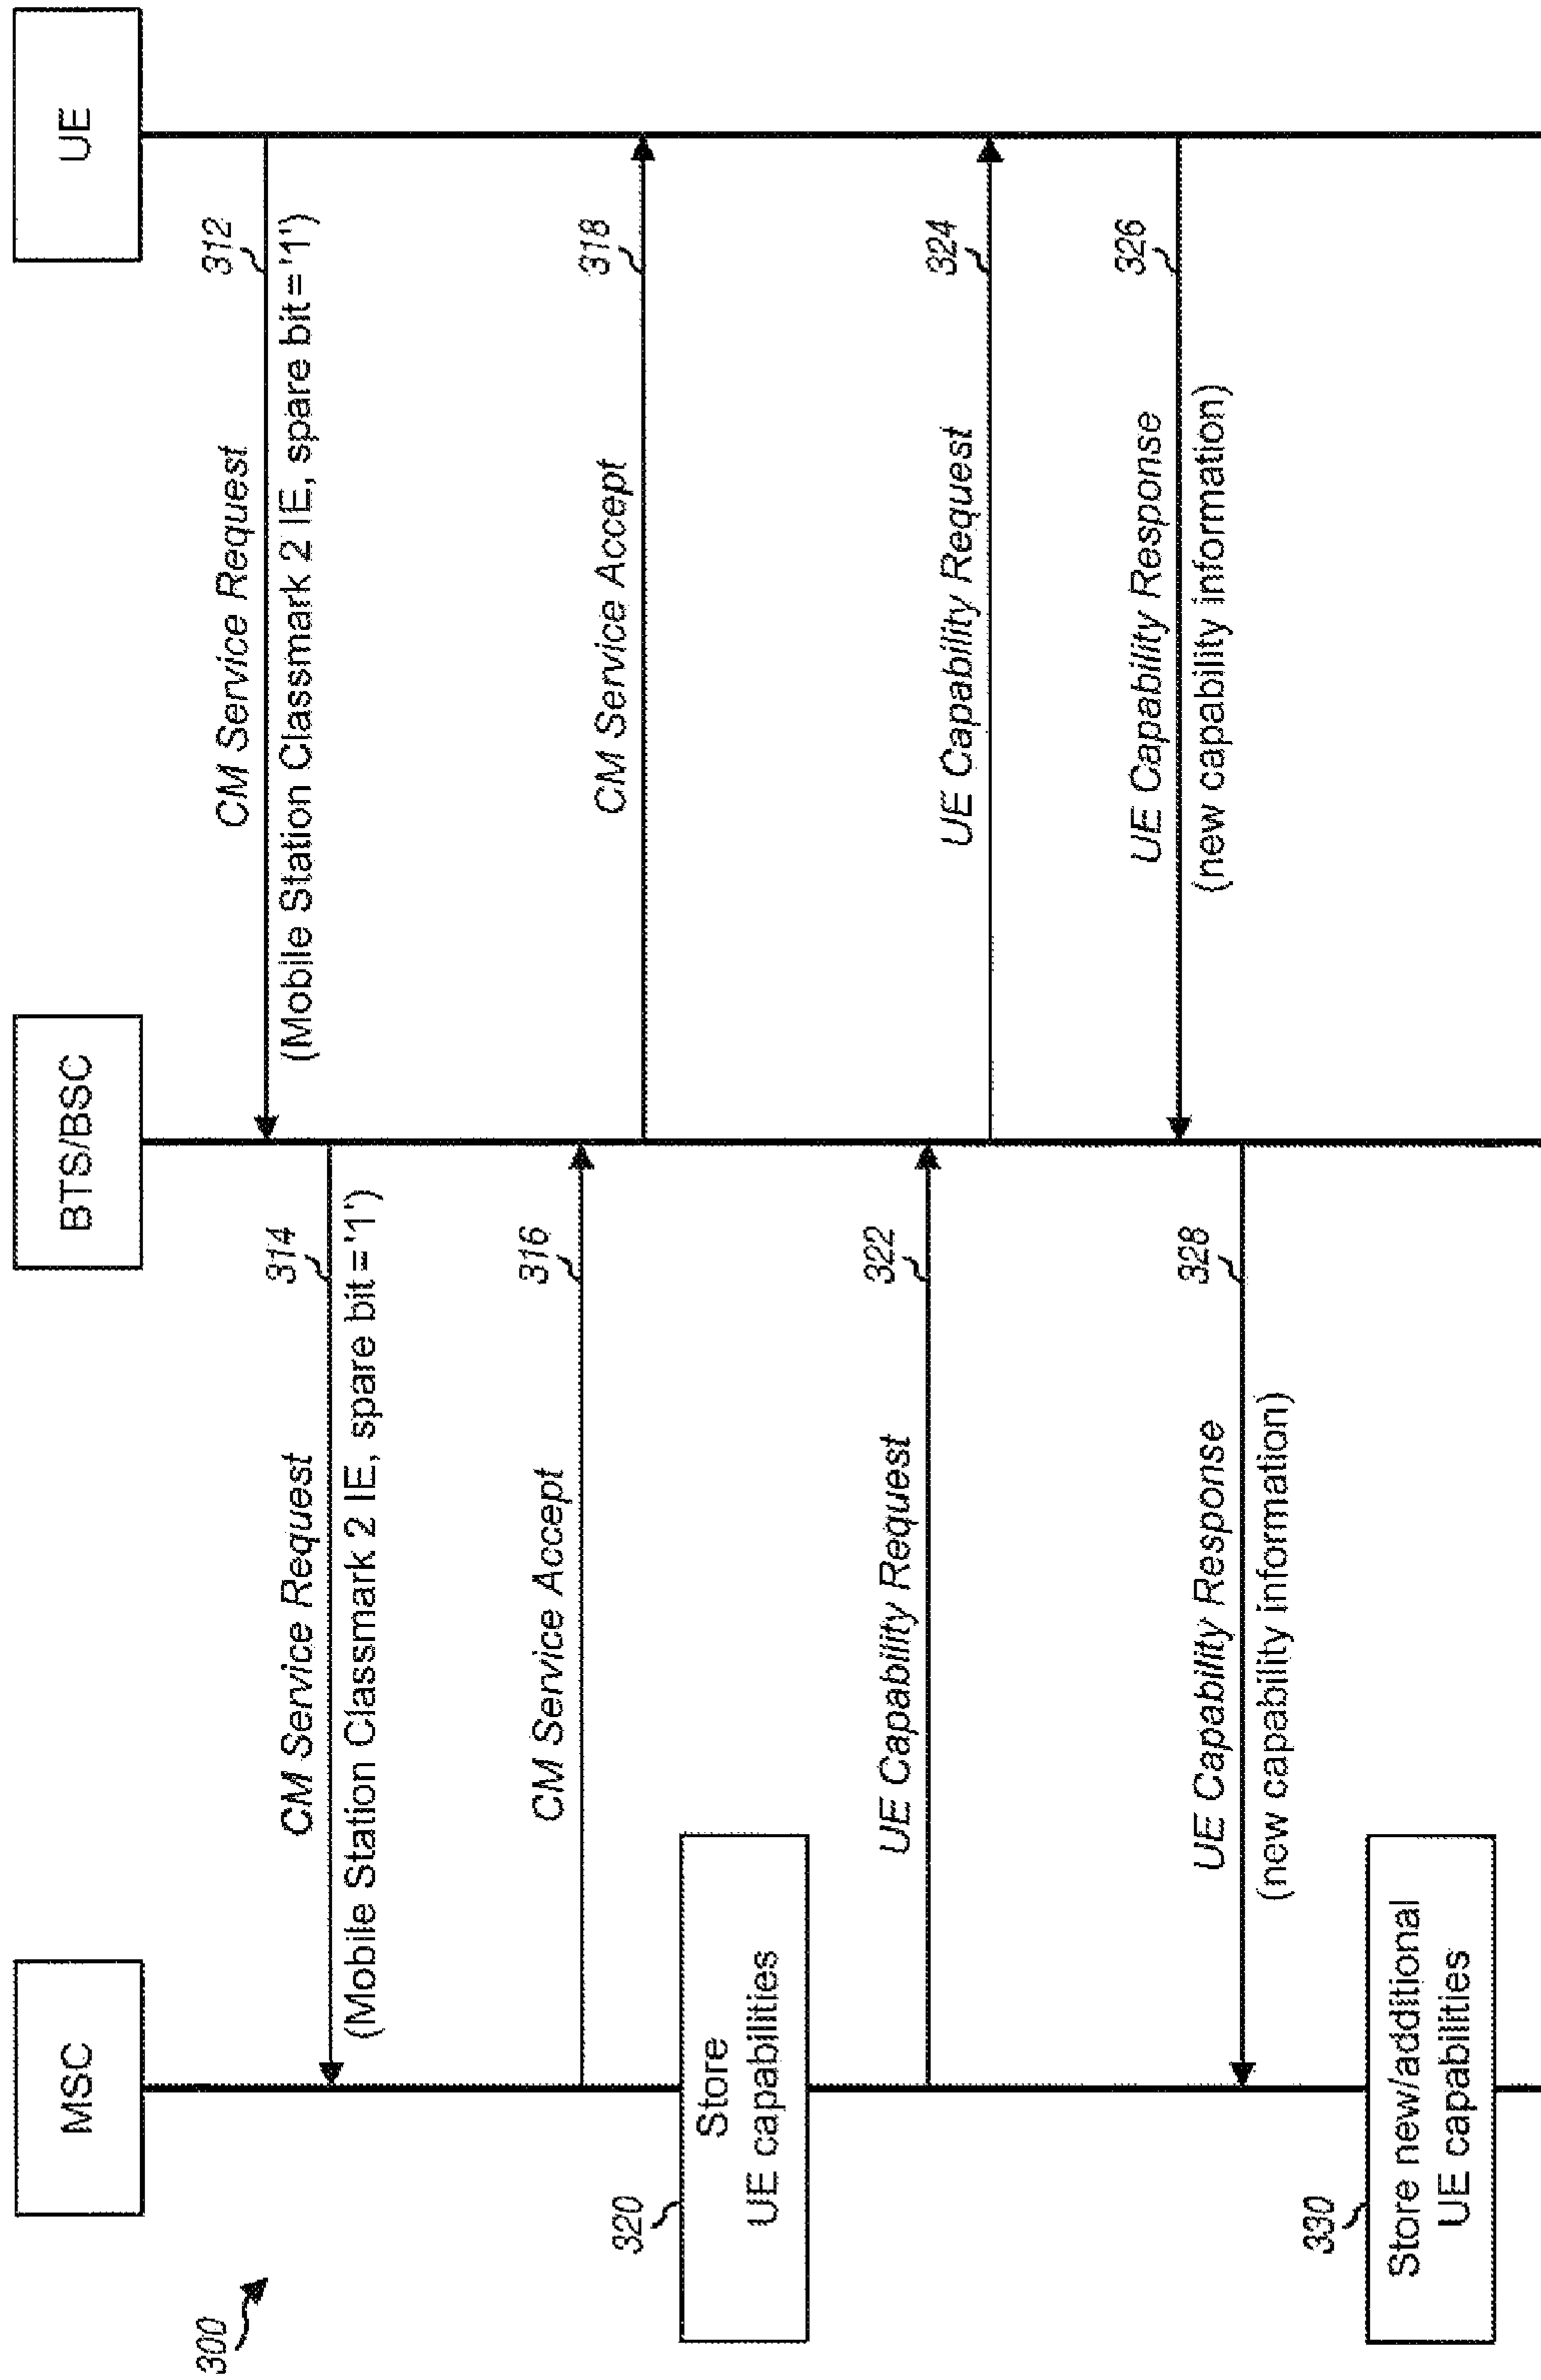 300
MSC
BTS/BSC
UE
312
CM Service Request
(Mobile Station Classmark 2 IE, spare bit='1')
314
CM Service Request
(Mobile Station Classmark 2 IE, spare bit='1')
316
CM Service Accept
318
CM Service Accept
320
Store
UE capabilities
322
UE Capability Request
324
UE Capability Request
326
UE Capability Response
(new capability information)
328
UE Capability Response
(new capability information)
330
Store new/additional
UE capabilities